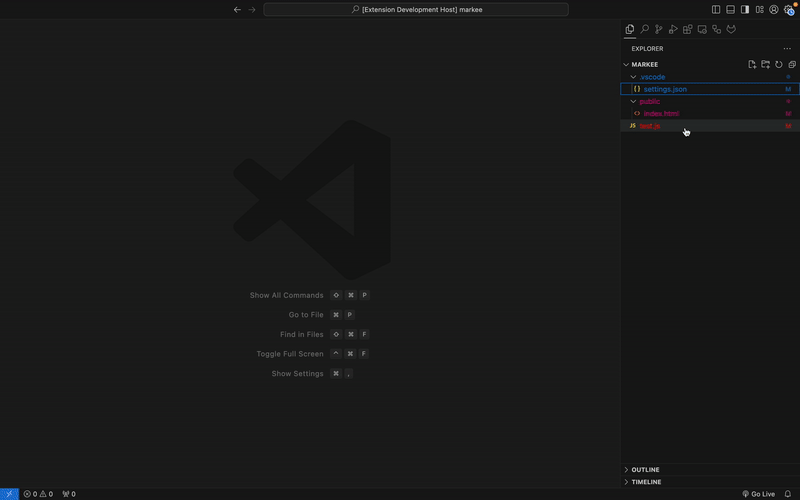 [Extension Development Host] markee
EXPLORER
MARKEE
.vscode
{} settings.json M
public
<> index.html M
JS test.js M
Show All Commands ⇧ ⌘ P
Go to File ⌘ P
Find in Files ⇧ ⌘ F
Toggle Full Screen ^ ⌘ F
Show Settings ⌘ ,
OUTLINE
TIMELINE
0 0 0
Go Live